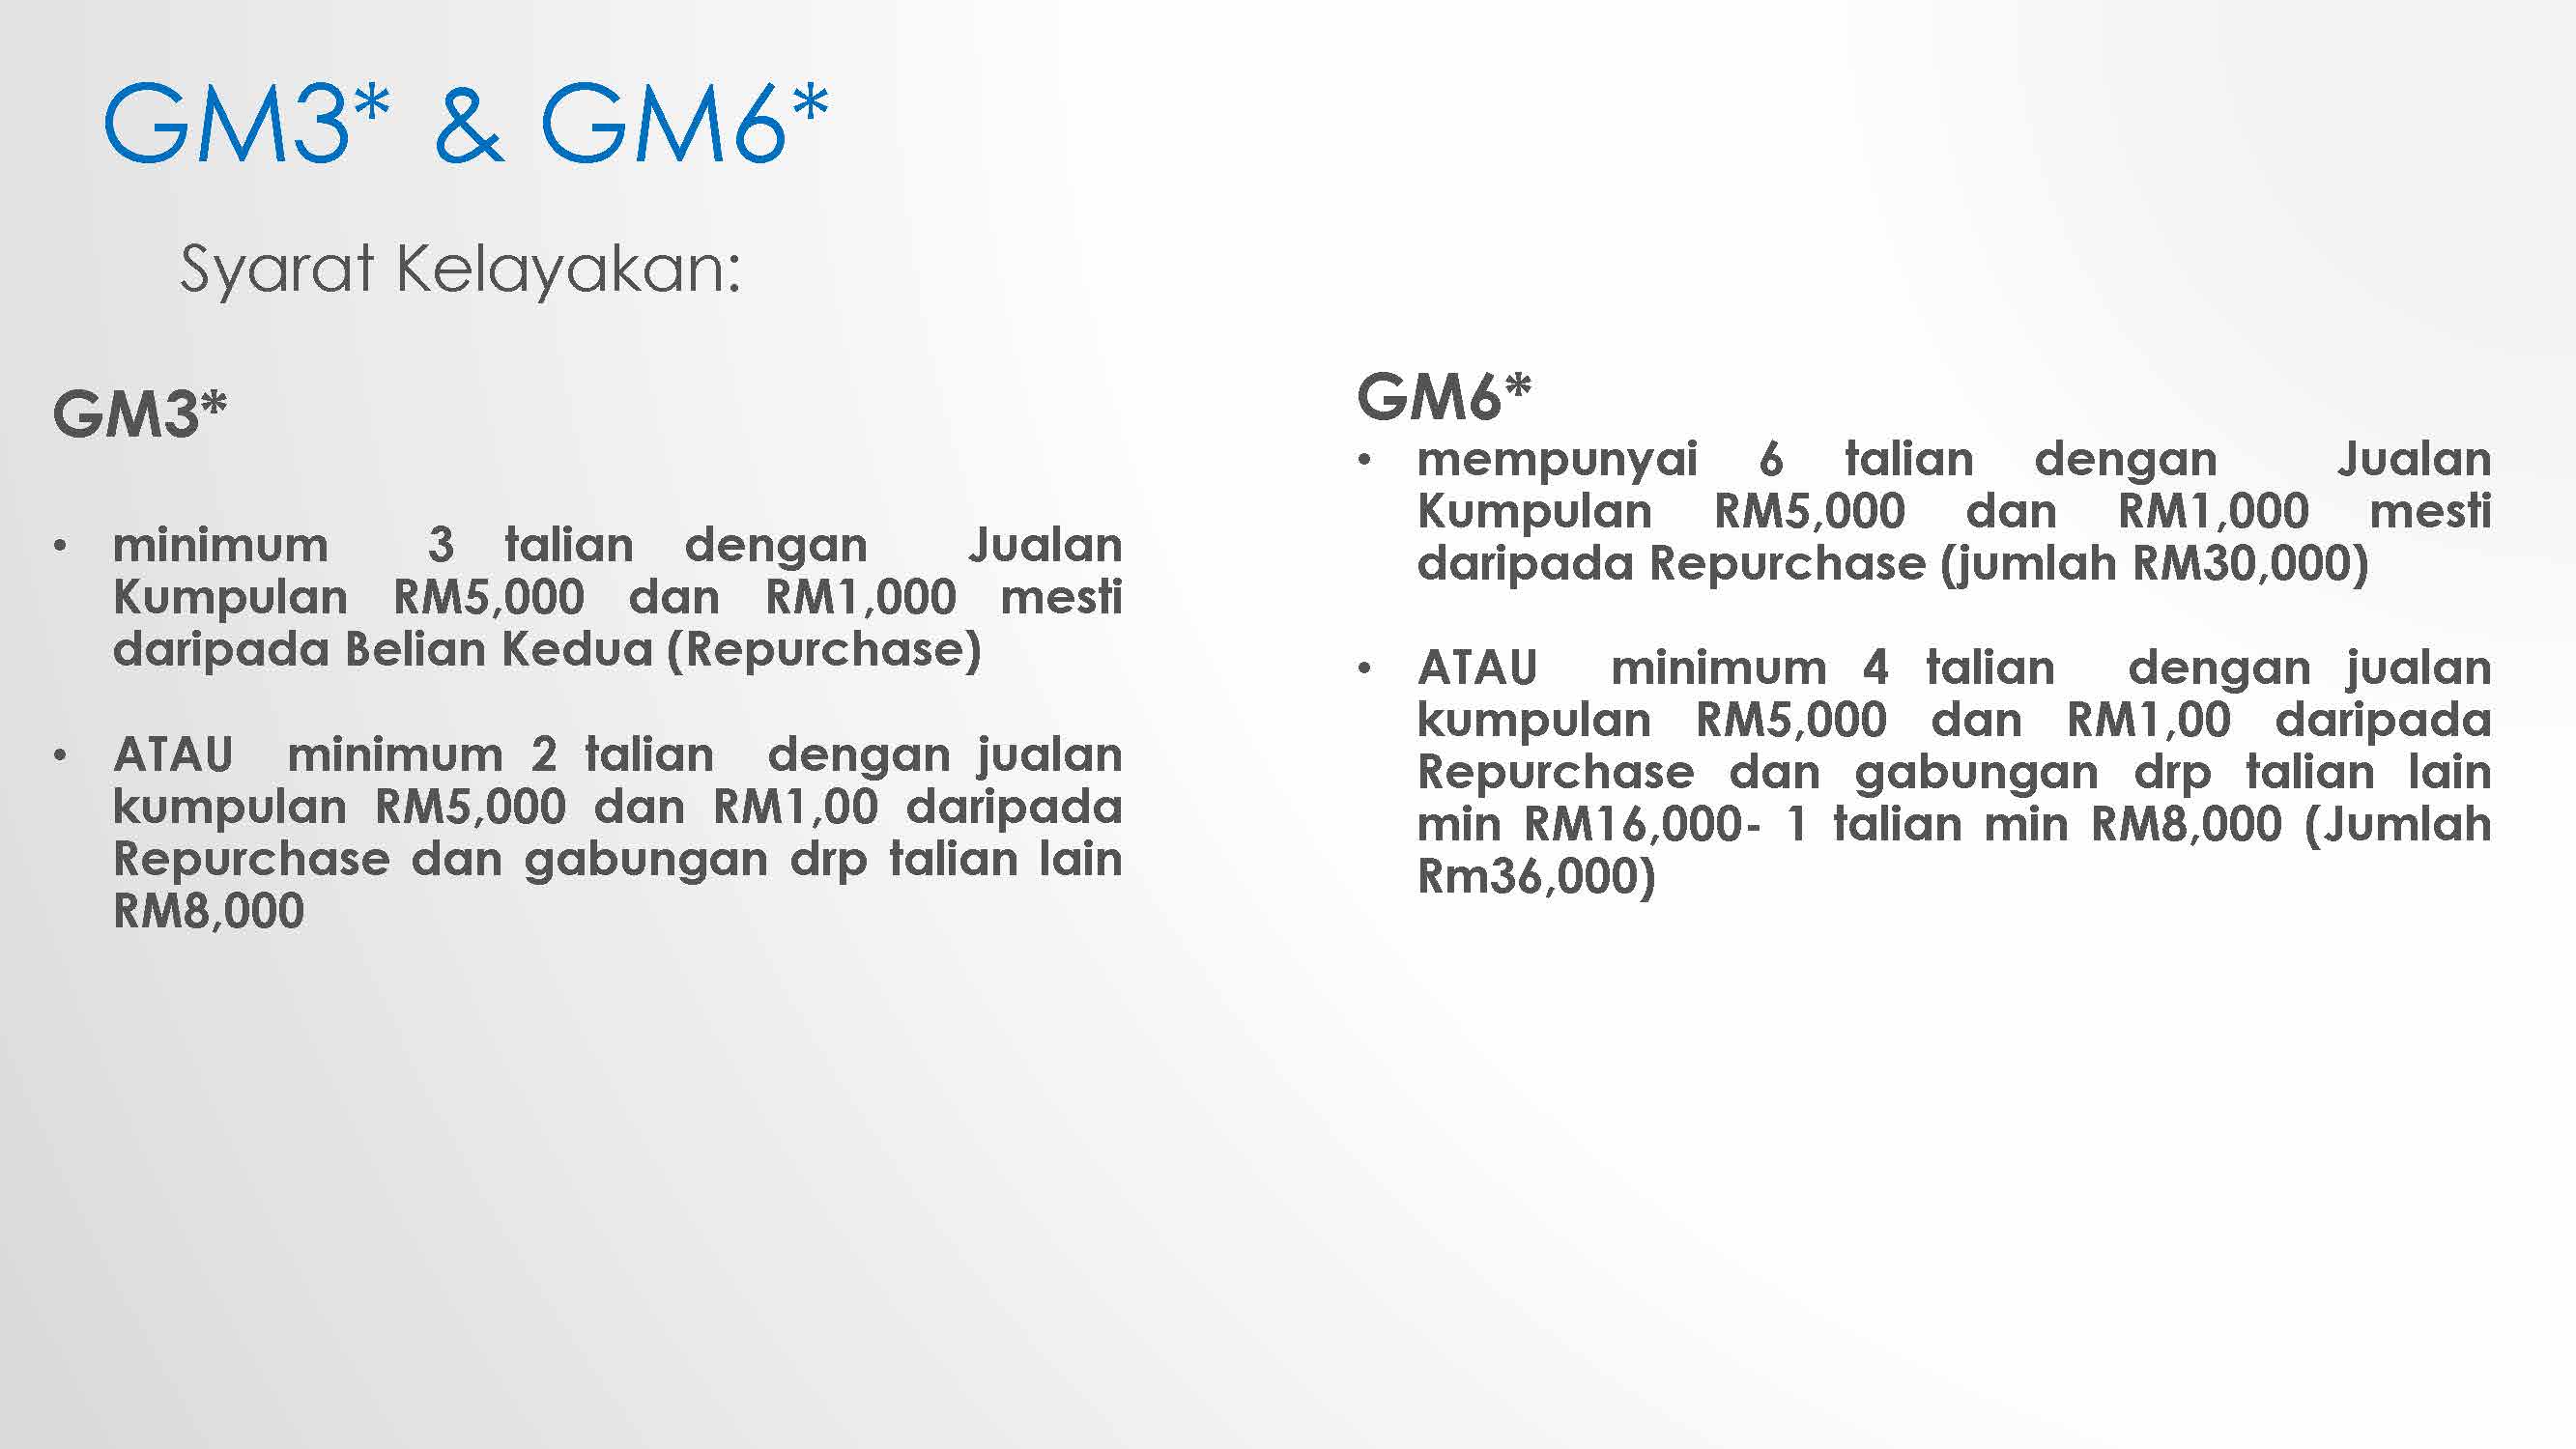 GM3* & GM6*
Syarat Kelayakan:
GM3*
• minimum 3 talian dengan Jualan
Kumpulan RM5,000 dan RM1,000 mesti
daripada Belian Kedua (Repurchase)
• ATAU minimum 2 talian dengan jualan
kumpulan RM5,000 dan RM1,00 daripada
Repurchase dan gabungan drp talian lain
RM8,000
GM6*
• mempunyai 6 talian dengan Jualan
Kumpulan RM5,000 dan RM1,000 mesti
daripada Repurchase (jumlah RM30,000)
• ATAU minimum 4 talian dengan jualan
kumpulan RM5,000 dan RM1,00 daripada
Repurchase dan gabungan drp talian lain
min RM16,000- 1 talian min RM8,000 (Jumlah
Rm36,000)